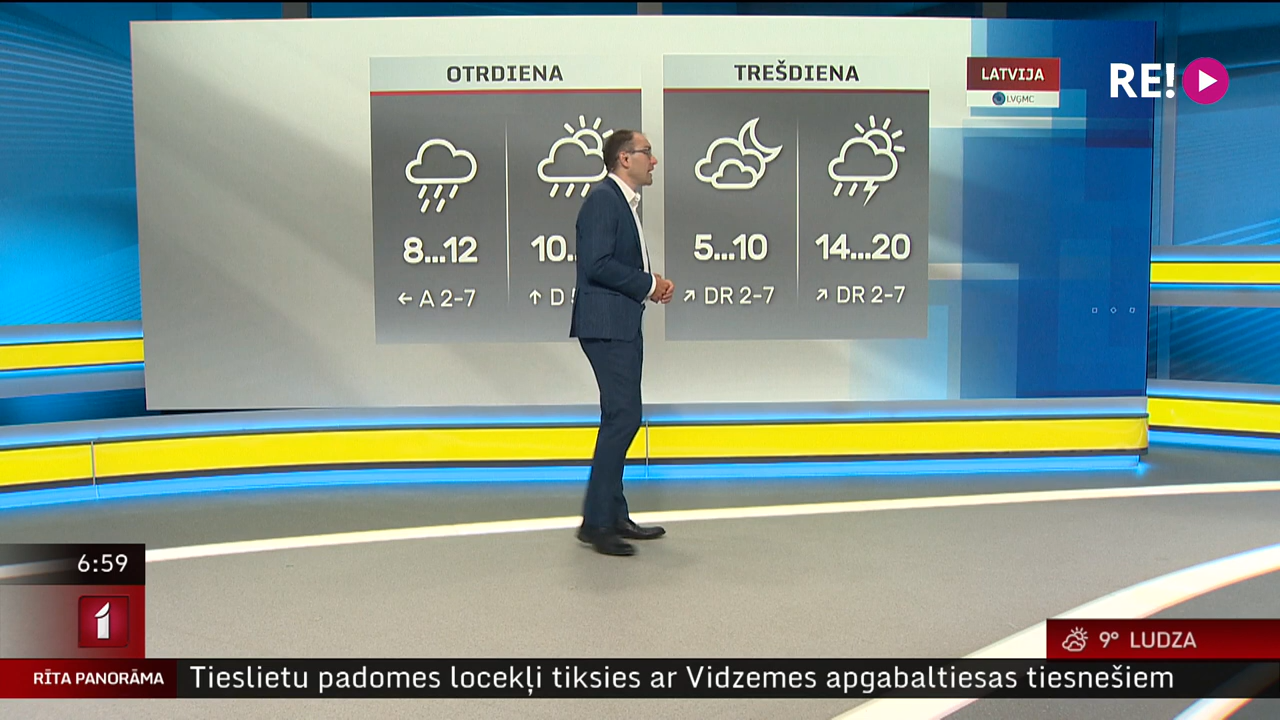 OTRDIENA
TREŠDIENA
LATVIJA
LVĢMC
RE!
8...12
10..
5...10
14...20
← A 2-7
↑ D
↗ DR 2-7
↗ DR 2-7
6:59
1
9° LUDZA
RĪTA PANORĀMA
Tieslietu padomes locekļi tiksies ar Vidzemes apgabaltiesas tiesnešiem